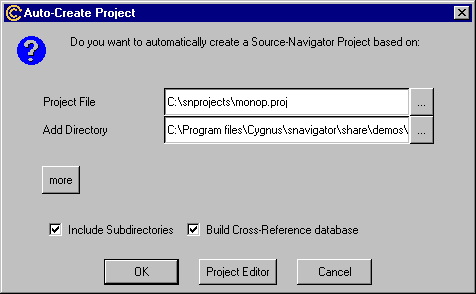 Auto-Create Project
Do you want to automatically create a Source-Navigator Project based on:
Project File C:\snprojects\monop.proj ...
Add Directory C:\Program files\Cygnus\snavigator\share\demos\ ...
more
Include Subdirectories Build Cross-Reference database
OK Project Editor Cancel